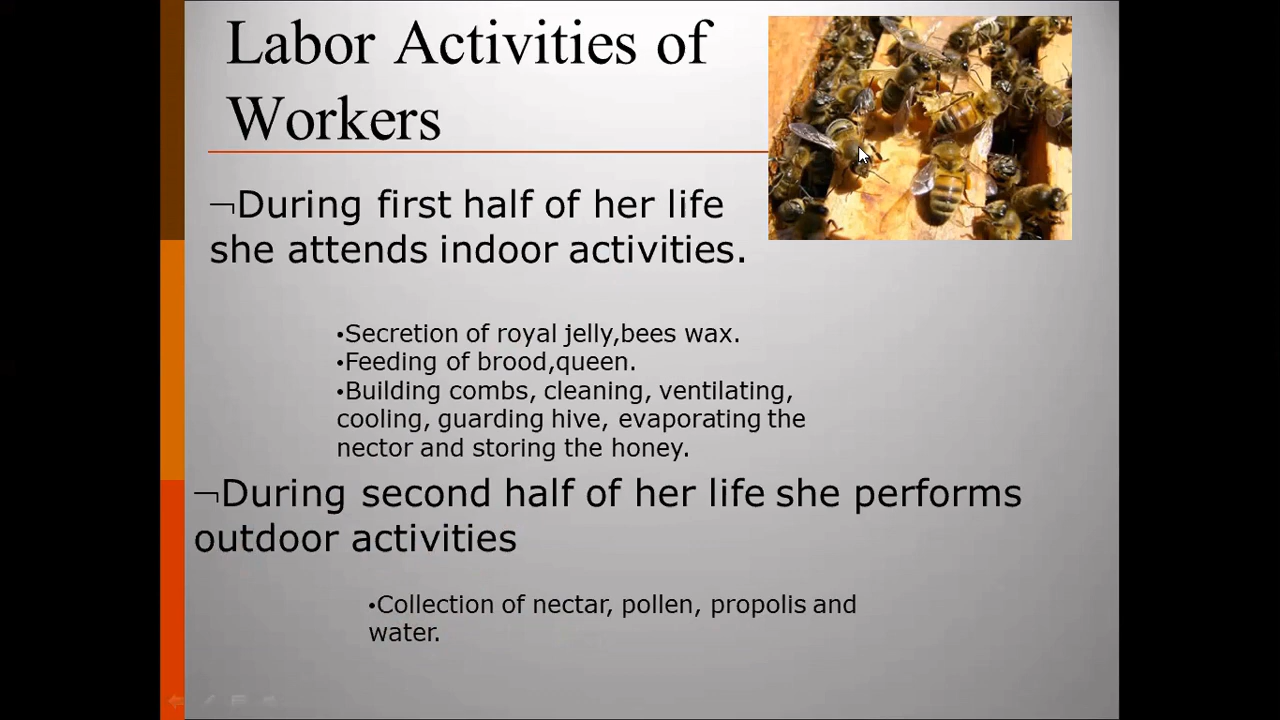 Labor Activities of
Workers
¬During first half of her life
she attends indoor activities.
•Secretion of royal jelly,bees wax.
•Feeding of brood,queen.
•Building combs, cleaning, ventilating,
cooling, guarding hive, evaporating the
nector and storing the honey.
¬During second half of her life she performs
outdoor activities
•Collection of nectar, pollen, propolis and
water.